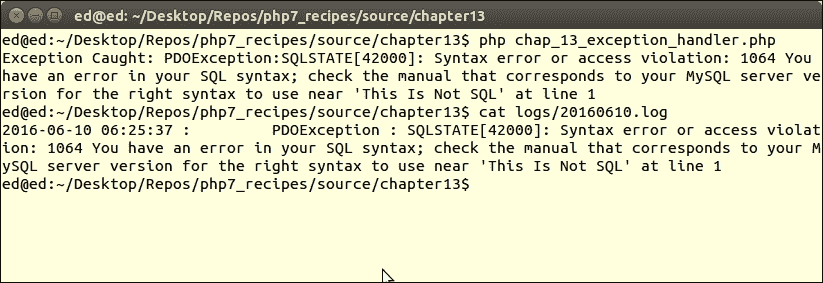 ed@ed: ~/Desktop/Repos/php7_recipes/source/chapter13
ed@ed:~/Desktop/Repos/php7_recipes/source/chapter13$ php chap_13_exception_handler.php
Exception Caught: PDOException:SQLSTATE[42000]: Syntax error or access violation: 1064 You
have an error in your SQL syntax; check the manual that corresponds to your MySQL server ve
rsion for the right syntax to use near 'This Is Not SQL' at line 1
ed@ed:~/Desktop/Repos/php7_recipes/source/chapter13$ cat logs/20160610.log
2016-06-10 06:25:37 :         PDOException : SQLSTATE[42000]: Syntax error or access violat
ion: 1064 You have an error in your SQL syntax; check the manual that corresponds to your M
ySQL server version for the right syntax to use near 'This Is Not SQL' at line 1
ed@ed:~/Desktop/Repos/php7_recipes/source/chapter13$